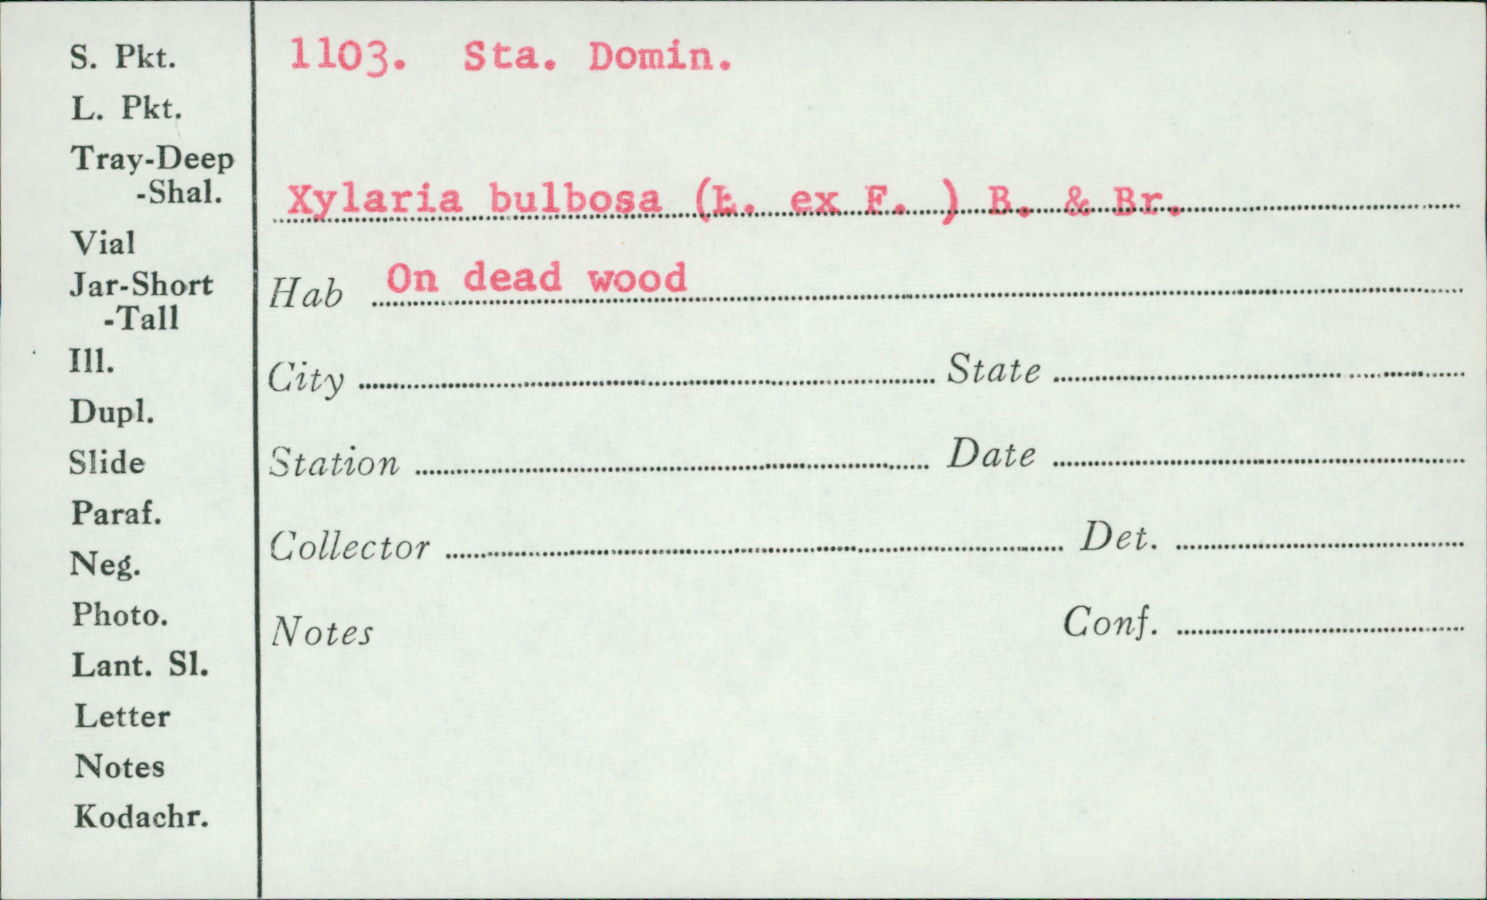 S. Pkt.
L. Pkt.
Tray-Deep
-Shal.
Vial
Jar-Short
-Tall
Ill.
Dupl.
Slide
Paraf.
Neg.
Photo.
Lant. Sl.
Letter
Notes
Kodachr.
1103. Sta. Domin.
Xylaria bulbosa (L. ex F. ) B. & Br.
Hab On dead wood
City State
Station Date
Collector Det.
Notes Conf.